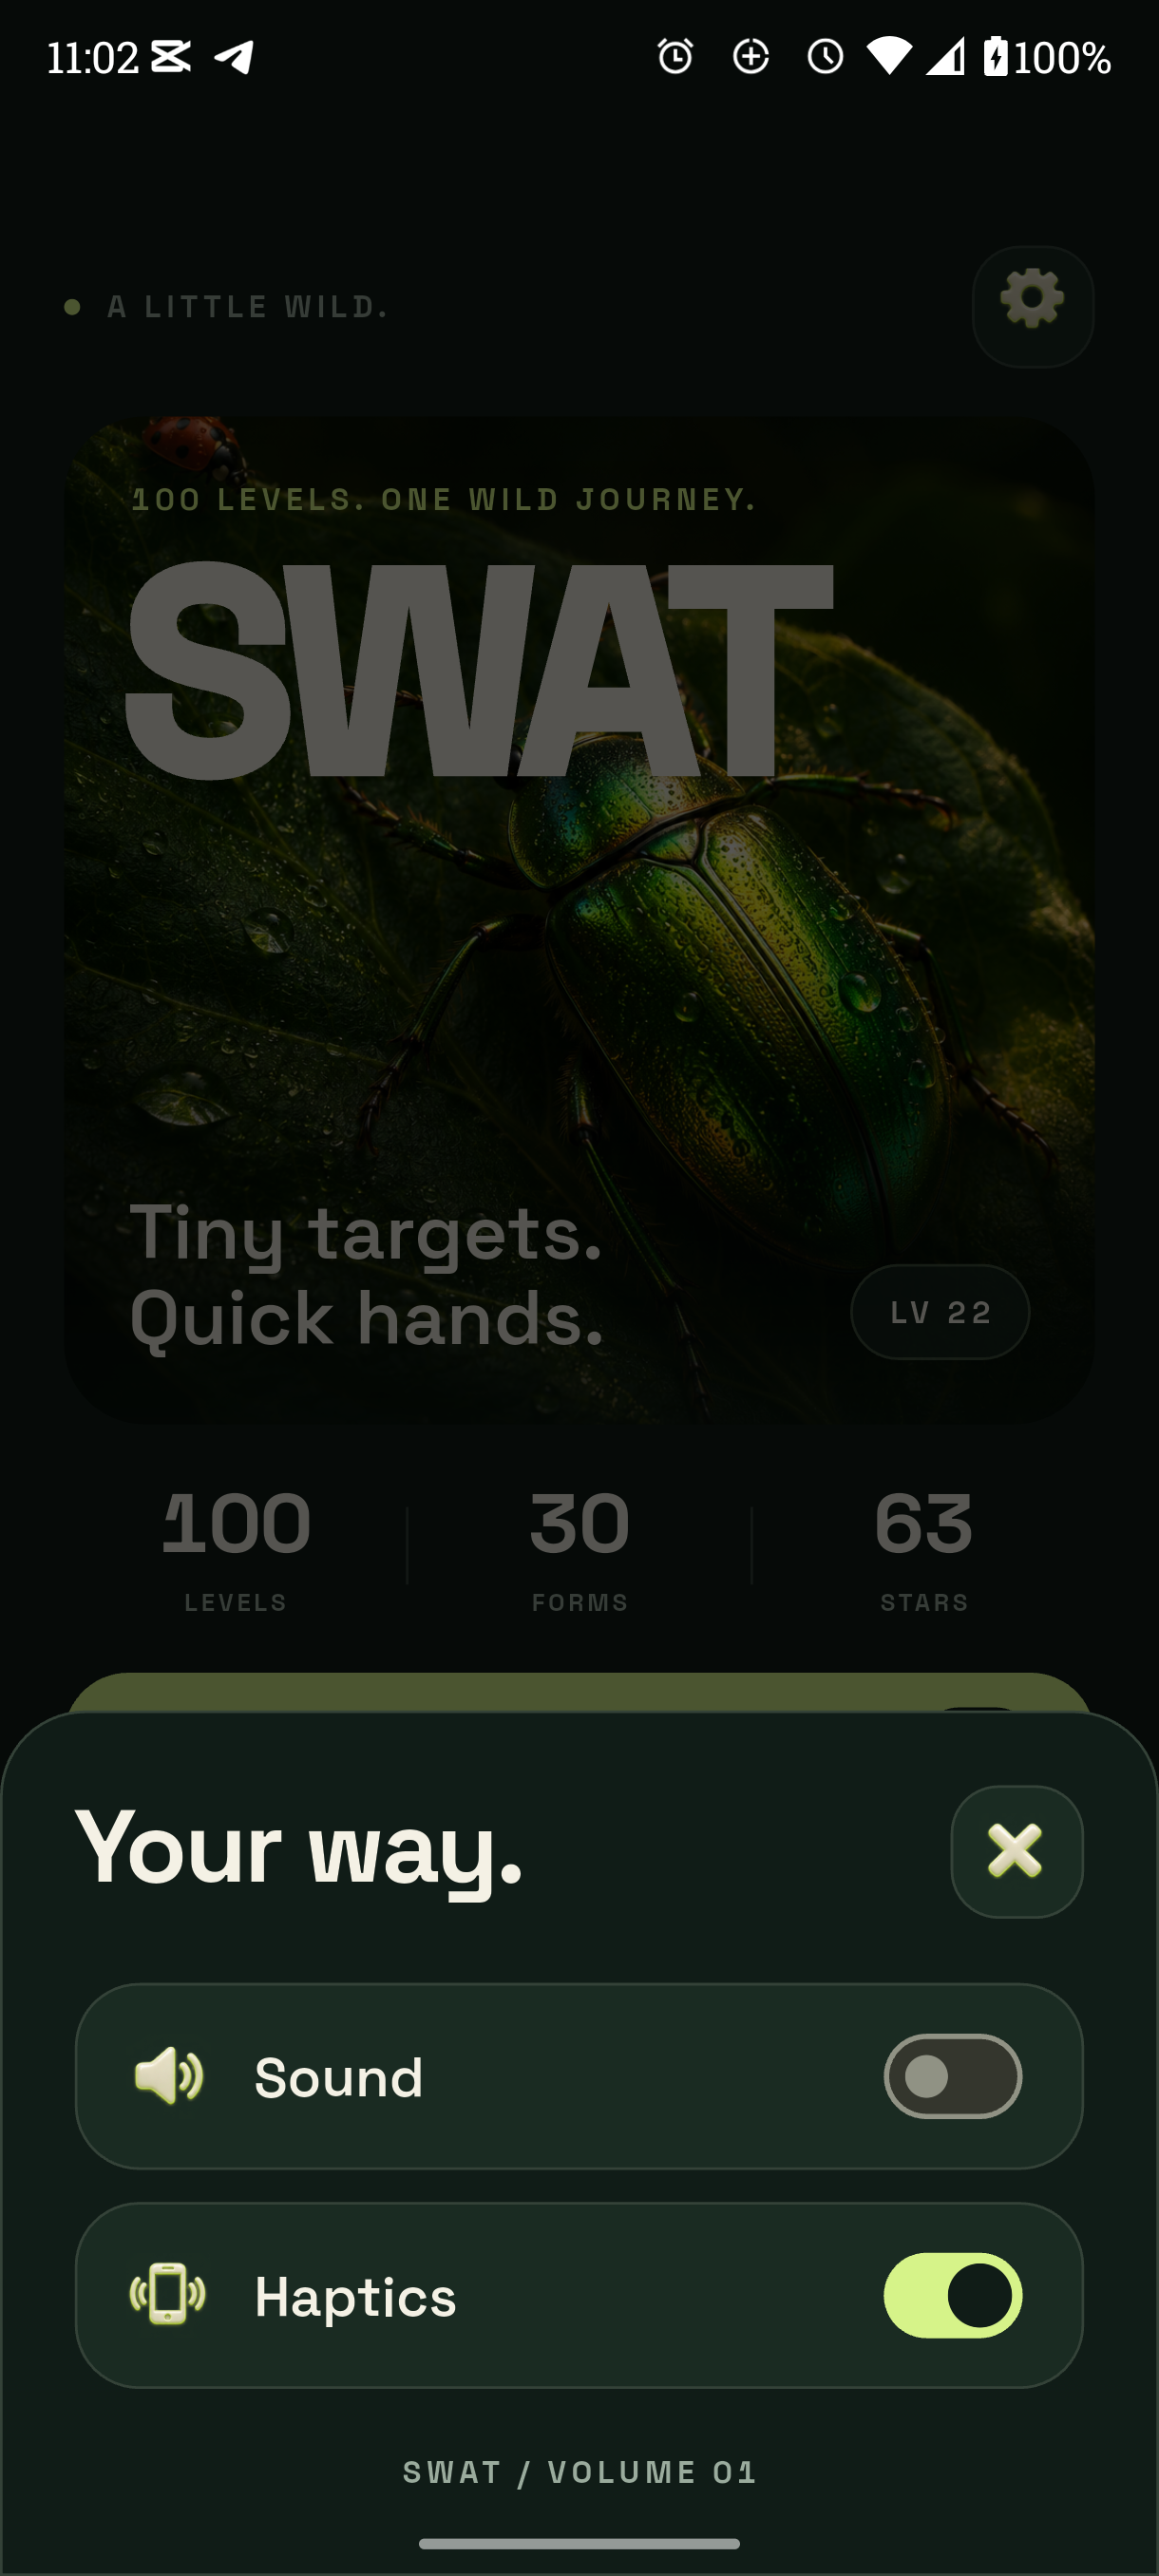 11:02
100%
A LITTLE WILD.
100 LEVELS. ONE WILD JOURNEY.
SWAT
Tiny targets.
Quick hands.
LV 22
100
30
63
LEVELS
FORMS
STARS
Your way.
Sound
Haptics
SWAT / VOLUME 01